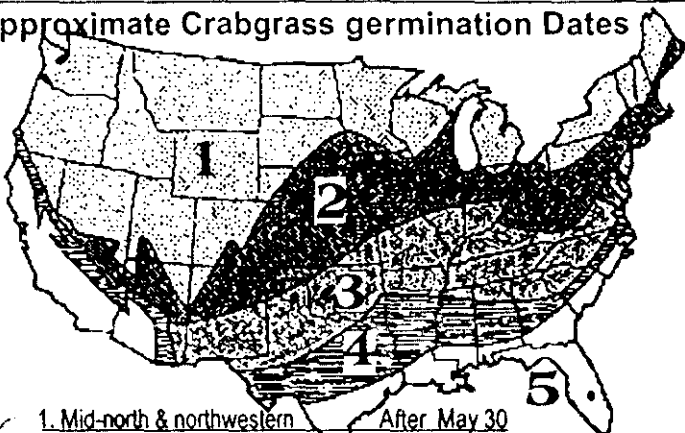 pproximate Crabgrass germination Dates
1
2
3
4
5
1. Mid-north & northwestern After May 30